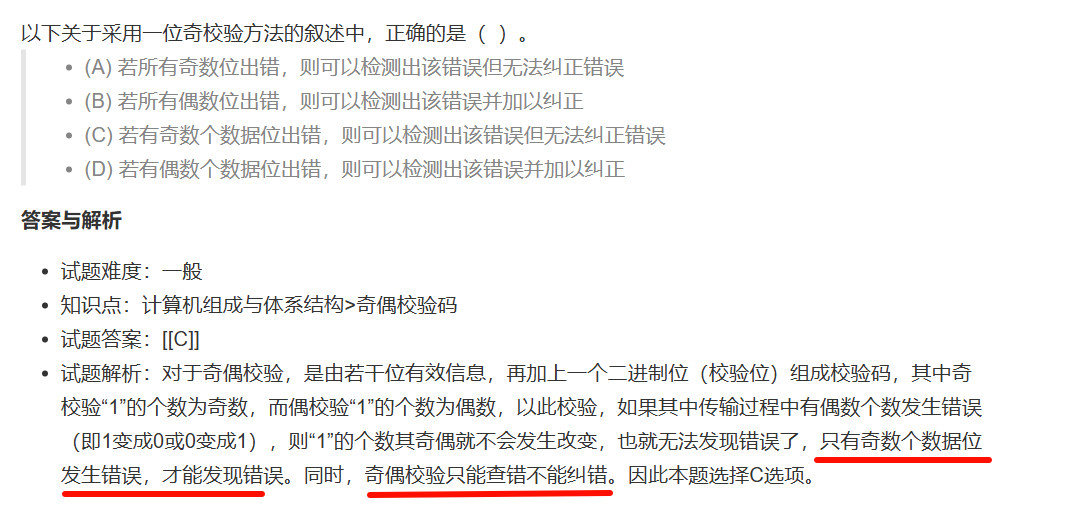 以下关于采用一位奇校验方法的叙述中，正确的是（ ）。
• (A) 若所有奇数位出错，则可以检测出该错误但无法纠正错误
• (B) 若所有偶数位出错，则可以检测出该错误并加以纠正
• (C) 若有奇数个数据位出错，则可以检测出该错误但无法纠正错误
• (D) 若有偶数个数据位出错，则可以检测出该错误并加以纠正
答案与解析
• 试题难度：一般
• 知识点：计算机组成与体系结构>奇偶校验码
• 试题答案：[[C]]
• 试题解析：对于奇偶校验，是由若干位有效信息，再加上一个二进制位（校验位）组成校验码，其中奇
校验“1”的个数为奇数，而偶校验“1”的个数为偶数，以此校验，如果其中传输过程中有偶数个数发生错误
（即1变成0或0变成1），则“1”的个数其奇偶就不会发生改变，也就无法发现错误了，只有奇数个数据位
发生错误，才能发现错误。同时，奇偶校验只能查错不能纠错。因此本题选择C选项。